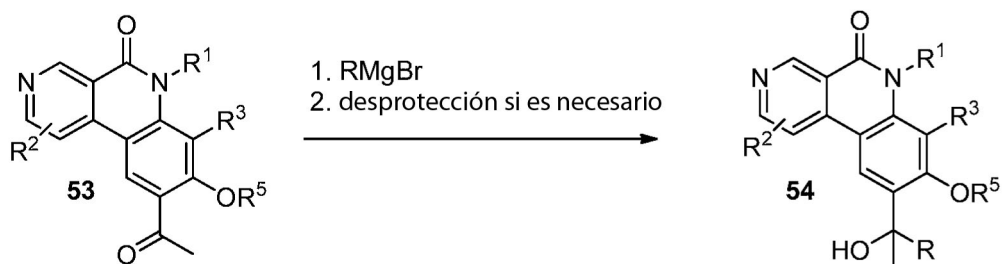 O
R¹
N
N
R³
R²
53
OR⁵
O
1. RMgBr
2. desprotección si es necesario
O
R¹
N
N
R³
R²
54
OR⁵
HO
R